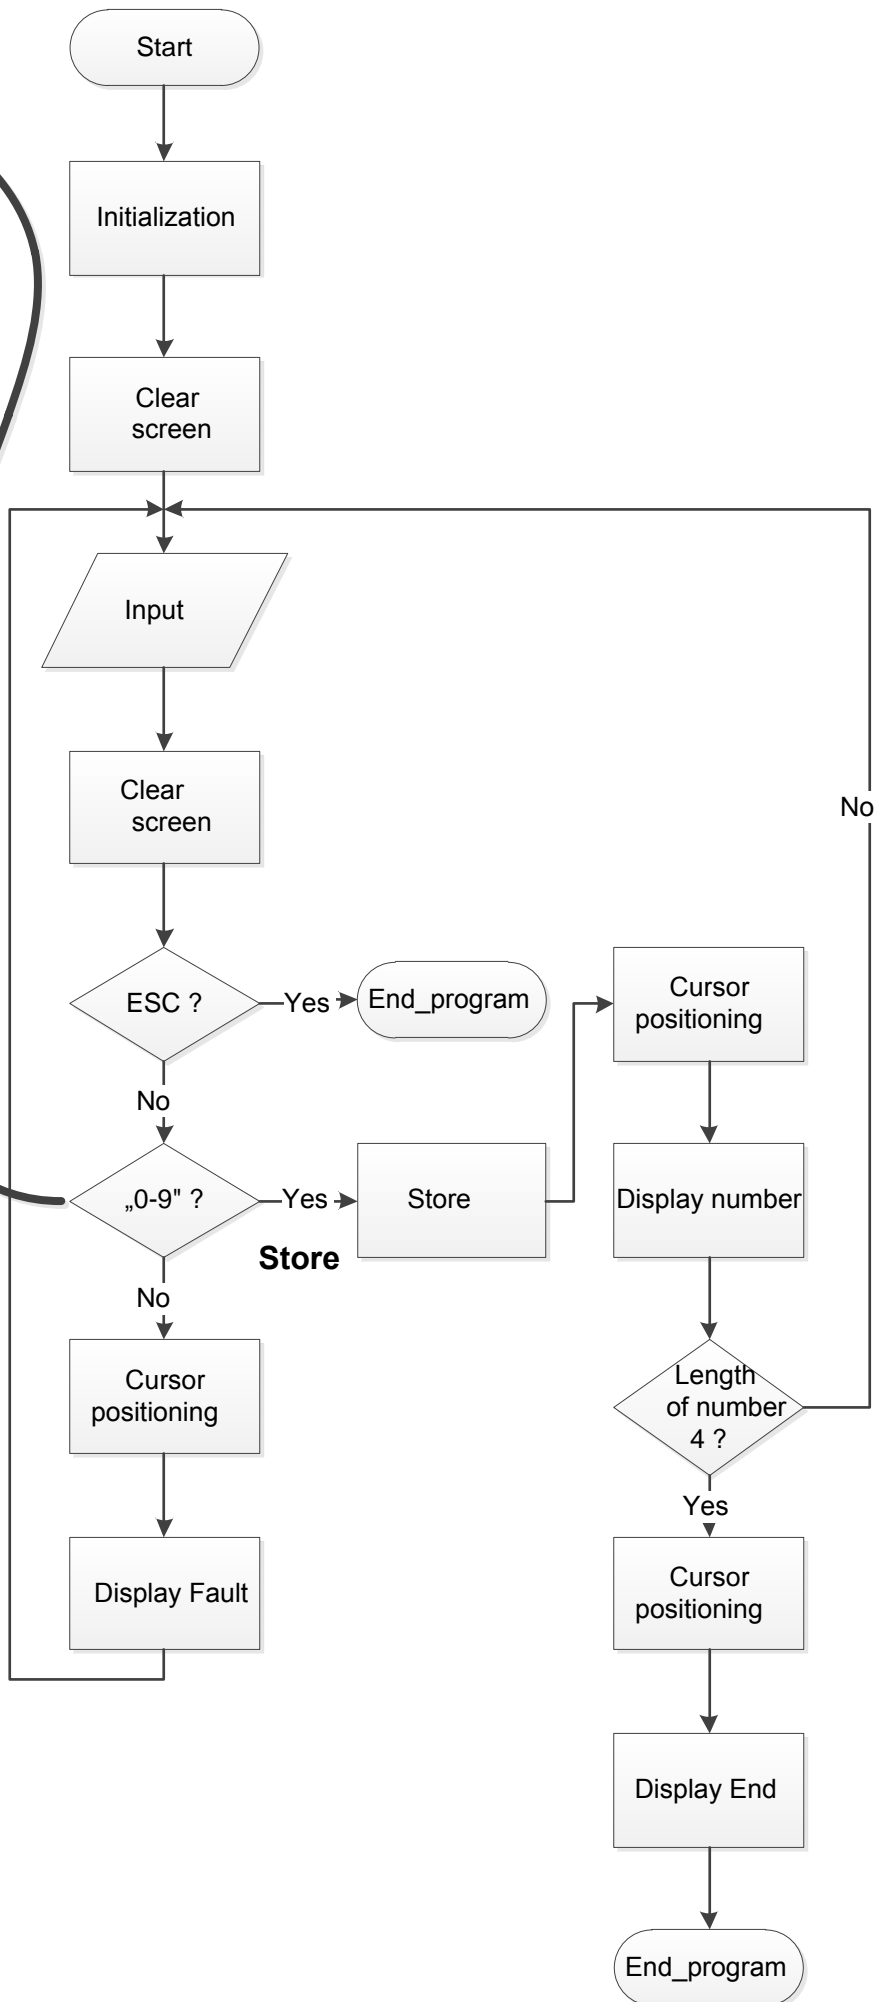 Start
Initialization
Clear
screen
Input
Clear
screen
No
ESC ?
Yes
End_program
Cursor
positioning
No
„0-9" ?
Yes
Store
Display number
Store
No
Cursor
positioning
Length
of number
4 ?
Yes
Display Fault
Cursor
positioning
Display End
End_program